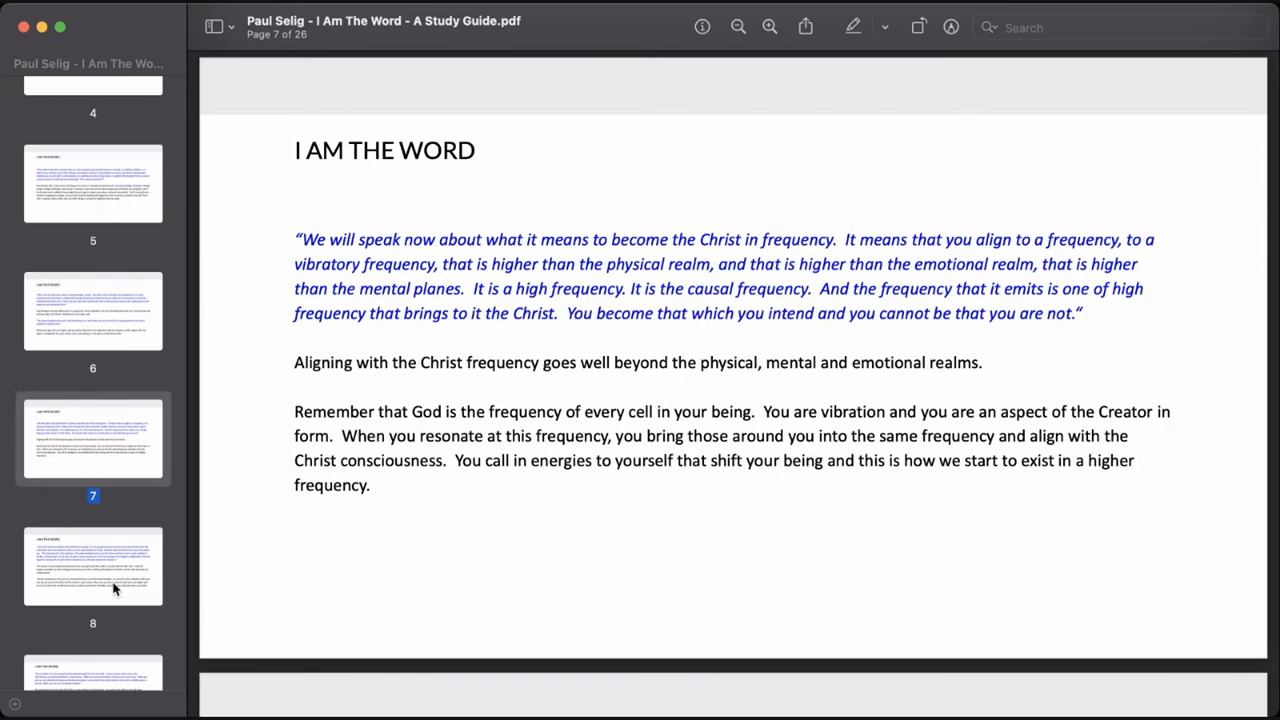 Paul Selig - I Am The Word - A Study Guide.pdf
Page 7 of 26
Search
Paul Selig - I Am The Wo...
4
5
6
7
8
I AM THE WORD
“We will speak now about what it means to become the Christ in frequency.  It means that you align to a frequency, to a
vibratory frequency, that is higher than the physical realm, and that is higher than the emotional realm, that is higher
than the mental planes.  It is a high frequency. It is the causal frequency. And the frequency that emits is one of high
frequency that brings to it the Christ.  You become that which you intend and you cannot be that you are not.“
Aligning with the Christ frequency goes well beyond the physical, mental and emotional realms.
Remember that God is the frequency of every cell in your being.  You are vibration and you are an aspect of the Creator in
form.  When you resonate at this frequency, you bring those around you into the same frequency and align with the
Christ consciousness.  You call in energies to yourself that shift your being and this is how we start to exist in a higher
frequency.